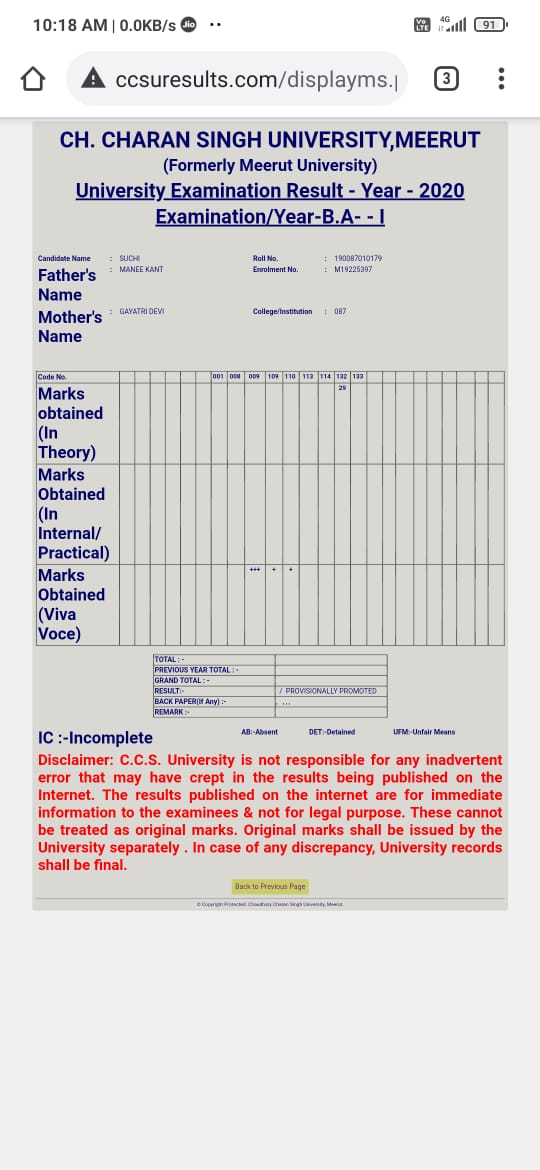 10:18 AM | 0.0KB/s Jio ··
Vo LTE 4G 91
ccsuresults.com/displayms.p
3
CH. CHARAN SINGH UNIVERSITY,MEERUT
(Formerly Meerut University)
University Examination Result - Year - 2020
Examination/Year-B.A- - I
Candidate Name : SUCHI Roll No. : 190087010179
Father's Name : MANEE KANT Enrolment No. : M19225397
Mother's Name : GAYATRI DEVI College/Institution : 087
Code No. 001 008 009 109 110 113 114 132 133
Marks obtained (In Theory) 29
Marks Obtained (In Internal/ Practical)
Marks Obtained (Viva Voce) +++ + +
TOTAL : -
PREVIOUS YEAR TOTAL : -
GRAND TOTAL : -
RESULT:- / PROVISIONALLY PROMOTED
BACK PAPER(If Any) :- , , , ,
REMARK :-
IC :-Incomplete AB:-Absent DET:-Detained UFM:-Unfair Means
Disclaimer: C.C.S. University is not responsible for any inadvertent
error that may have crept in the results being published on the
Internet. The results published on the internet are for immediate
information to the examinees & not for legal purpose. These cannot
be treated as original marks. Original marks shall be issued by the
University separately . In case of any discrepancy, University records
shall be final.
Back to Previous Page
© Copyright Protected. Chaudhary Charan Singh University, Meerut